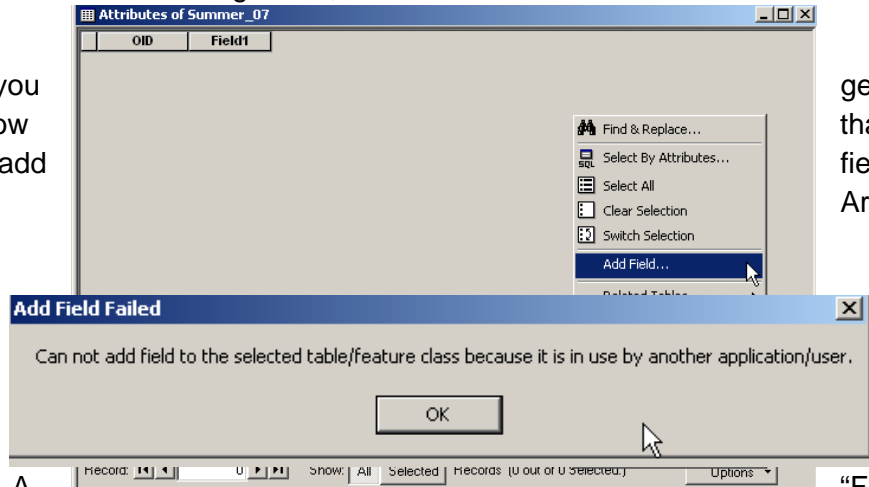 Attributes of Summer_07
OID Field1
you
ow
add
Find & Replace...
SQL Select By Attributes...
Select All
Clear Selection
Switch Selection
Add Field...
Related Tables
Add Field Failed
Can not add field to the selected table/feature class because it is in use by another application/user.
OK
Record: 0 Show: All Selected Records (0 out of 0 Selected.) Options
A
ge
tha
fie
Ar
“F